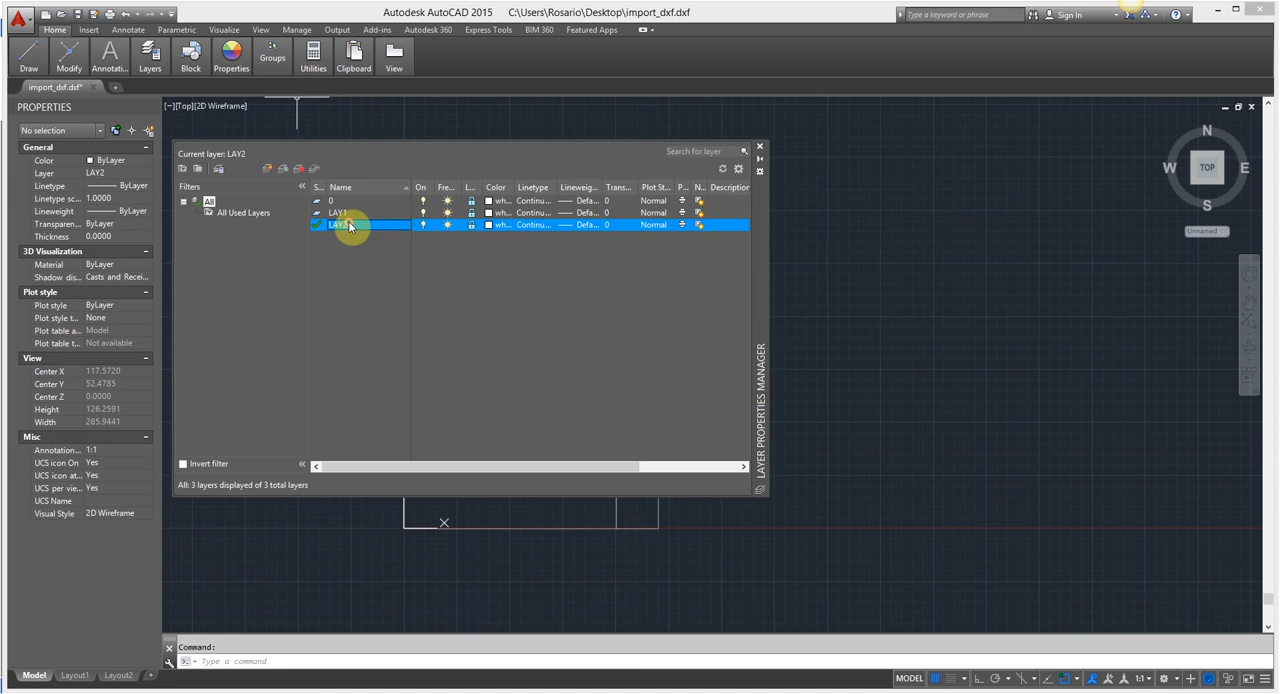 Autodesk AutoCAD 2015 C:\Users\Rosario\Desktop\import_dxf.dxf
Type a keyword or phrase
Sign In
Home Insert Annotate Parametric Visualize View Manage Output Add-ins Autodesk 360 Express Tools BIM 360 Featured Apps
Draw Modify Annotati... Layers Block Properties Groups Utilities Clipboard View
import_dxf.dxf*
PROPERTIES
No selection
General
Color ByLayer
Layer LAY2
Linetype ByLayer
Linetype sc... 1.0000
Lineweight ByLayer
Transparen... ByLayer
Thickness 0.0000
3D Visualization
Material ByLayer
Shadow dis... Casts and Recei...
Plot style
Plot style ByLayer
Plot style t... None
Plot table a... Model
Plot table t... Not available
View
Center X 117.5720
Center Y 52.4785
Center Z 0.0000
Height 126.2591
Width 285.9441
Misc
Annotation... 1:1
UCS icon On Yes
UCS icon at... Yes
UCS per vie... Yes
UCS Name
Visual Style 2D Wireframe
[−][Top][2D Wireframe]
Current layer: LAY2
Search for layer
Filters
All
All Used Layers
S... Name On Fre... L... Color Linetype Lineweig... Trans... Plot St... P... N... Description
0 wh... Continu... Defa... 0 Normal
LAY1 wh... Continu... Defa... 0 Normal
LAY2 wh... Continu... Defa... 0 Normal
Invert filter
All: 3 layers displayed of 3 total layers
LAYER PROPERTIES MANAGER
N
W TOP E
S
Unnamed
Command:
Type a command
Model Layout1 Layout2
MODEL 1:1